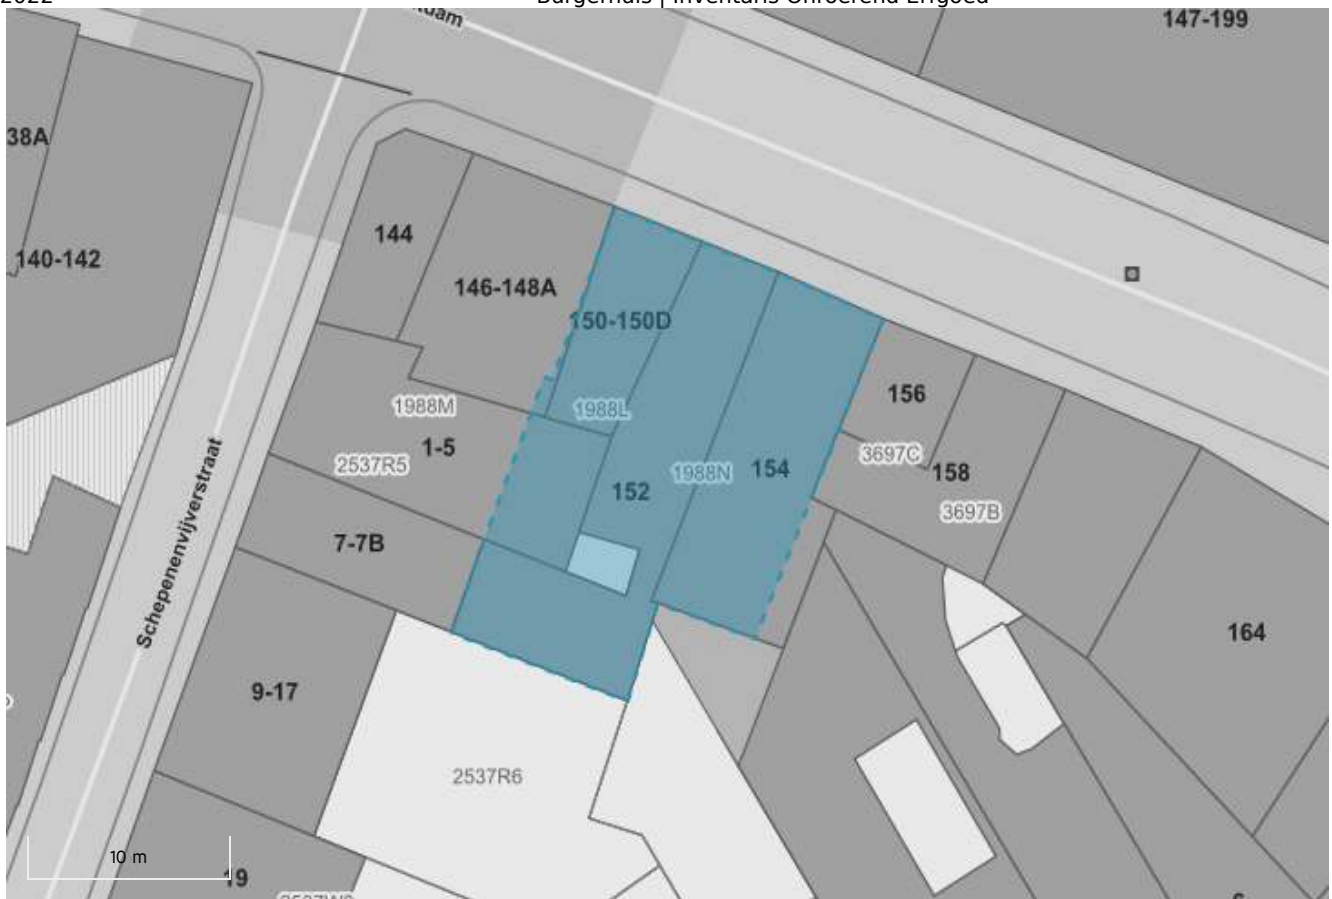 2022
Burgerhuis | Inventaris Onroerend Erfgoed
147-199
38A
144
140-142
146-148A
150-150D
156
1988M
1988L
1-5
3697C
2537R5
1988N
154
158
152
3697B
7-7B
Schepenenvijverstraat
164
9-17
2537R6
10 m
19